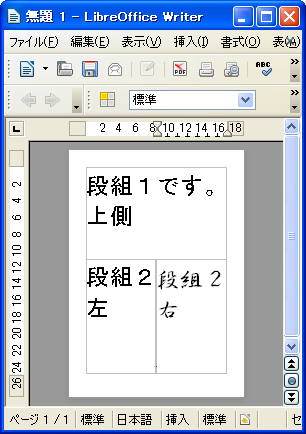 無題 1 - LibreOffice Writer
ファイル(F) 編集(E) 表示(V) 挿入(I) 書式(O) 表(A)
ABC
標準
2 4 6 8 10 12 14 16 18
2 4 6 8 10 12 14 16 18 20 22 24 26
段組１です。
上側
段組２
左
段組２
右
ページ 1 / 1 標準 日本語 挿入 標準 セ